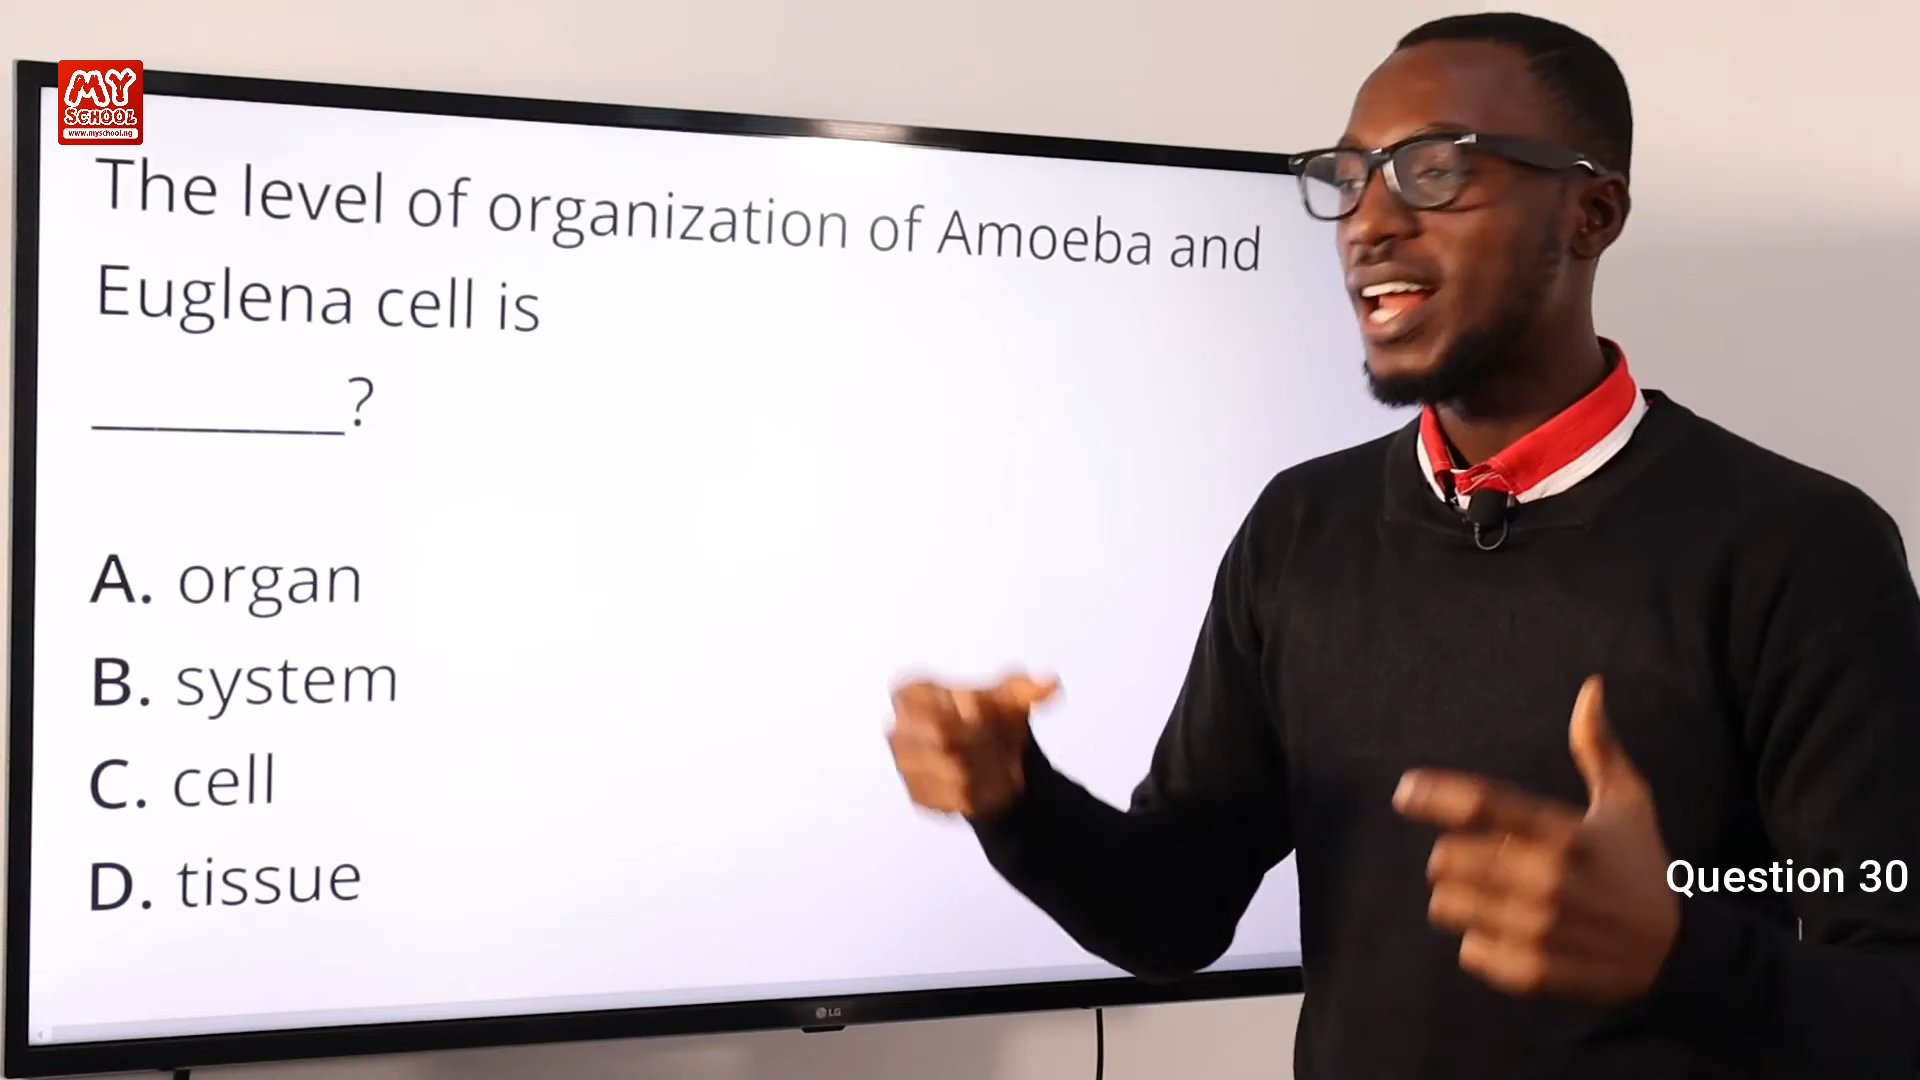 MY
SCHOOL
www.myschool.ng
The level of organization of Amoeba and
Euglena cell is
________?
A. organ
B. system
C. cell
D. tissue
LG
Question 30